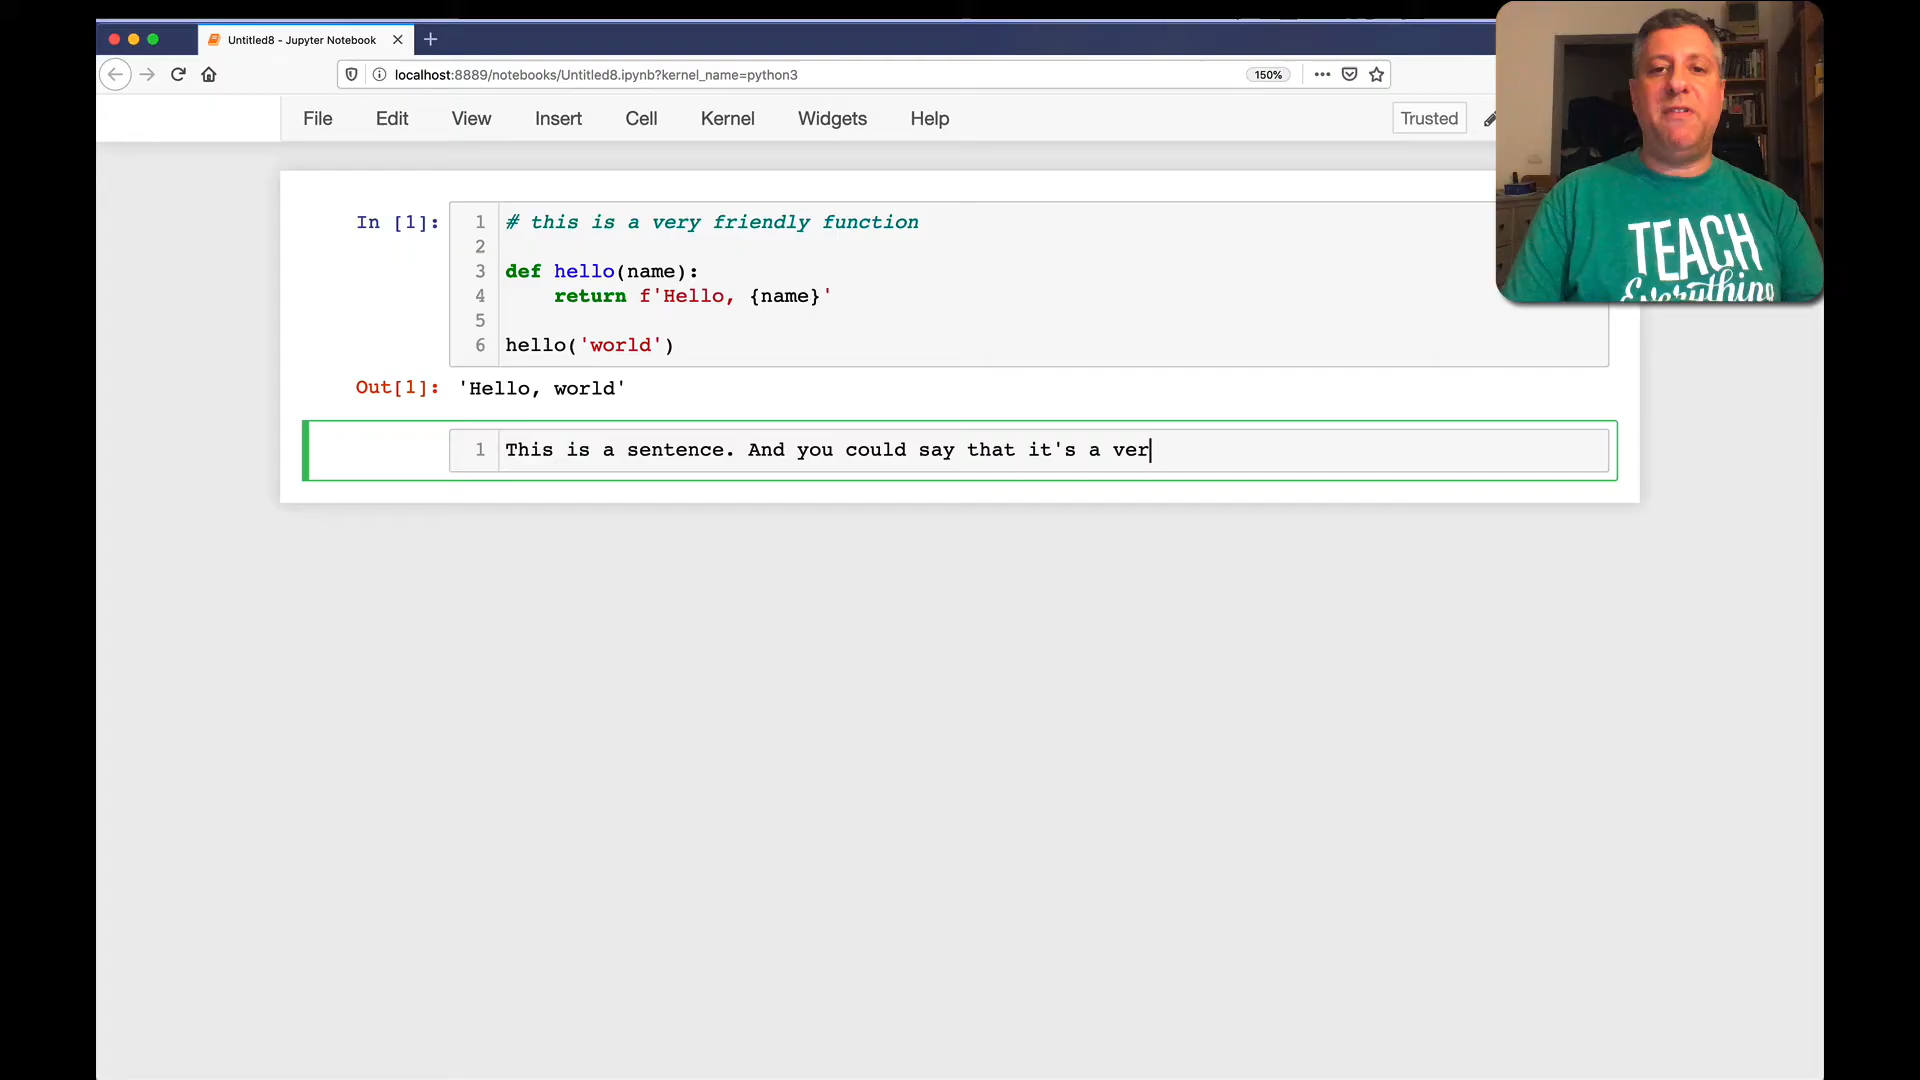 Untitled8 - Jupyter Notebook
localhost:8889/notebooks/Untitled8.ipynb?kernel_name=python3
150%
File Edit View Insert Cell Kernel Widgets Help
Trusted
In [1]:
1 # this is a very friendly function
2
3 def hello(name):
4 return f'Hello, {name}'
5
6 hello('world')
Out[1]: 'Hello, world'
1 This is a sentence. And you could say that it's a ver
TEACH
Everything